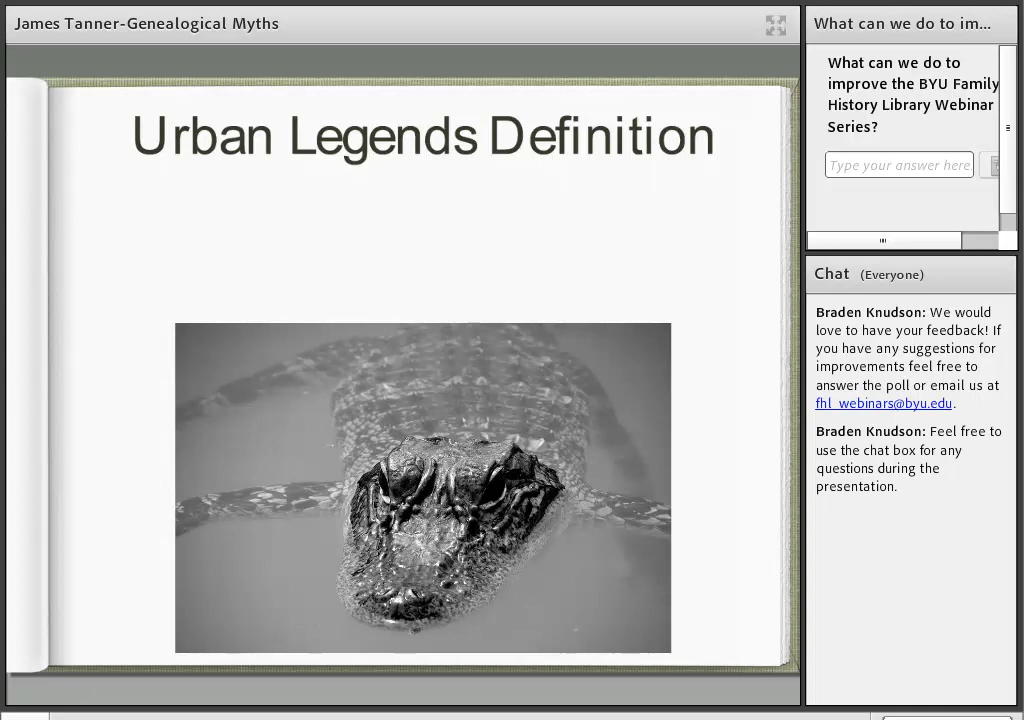 James Tanner-Genealogical Myths
Urban Legends Definition
What can we do to im...
What can we do to
improve the BYU Family
History Library Webinar
Series?
Type your answer here
Chat (Everyone)
Braden Knudson: We would
love to have your feedback! If
you have any suggestions for
improvements feel free to
answer the poll or email us at
fhl_webinars@byu.edu.
Braden Knudson: Feel free to
use the chat box for any
questions during the
presentation.